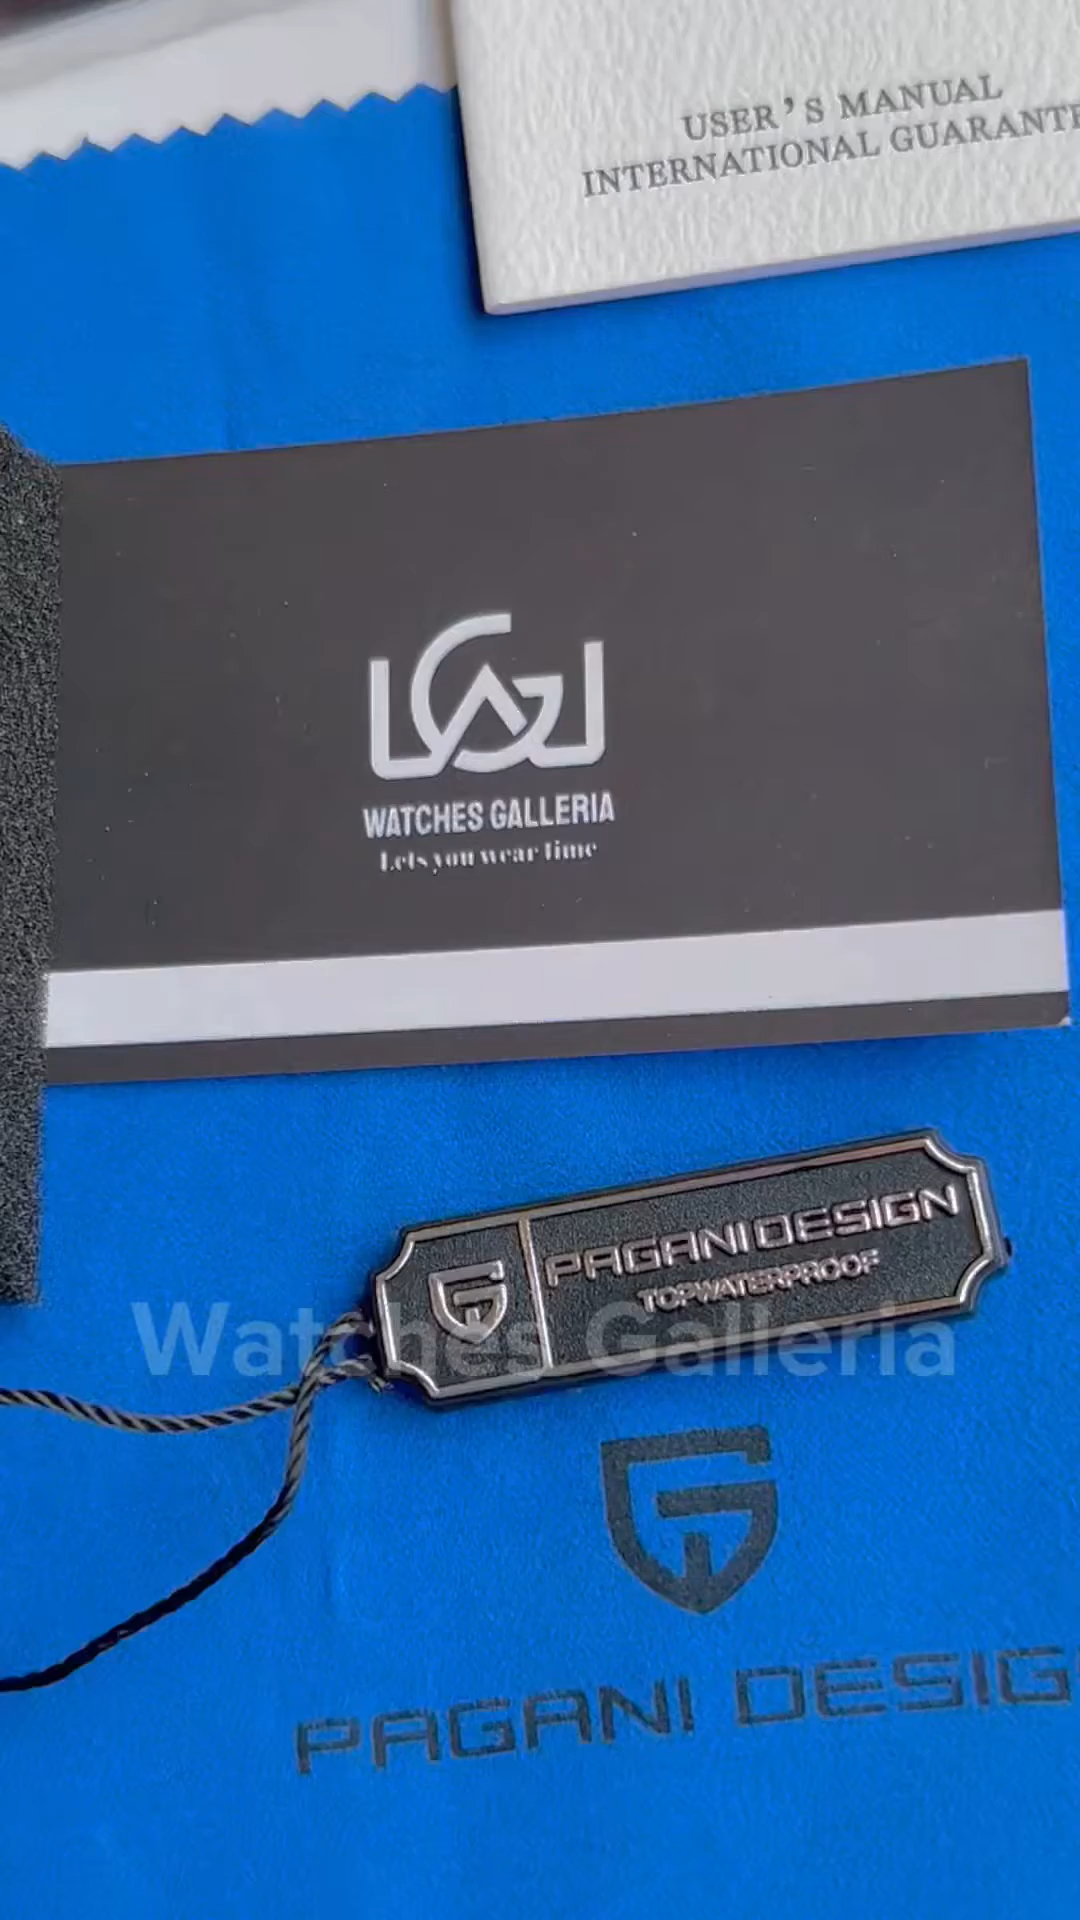 USER'S MANUAL
INTERNATIONAL GUARANTE
WATCHES GALLERIA
Lets you wear time
PAGANI DESIGN
TOPWATERPROOF
Watches Galleria
PAGANI DESIG